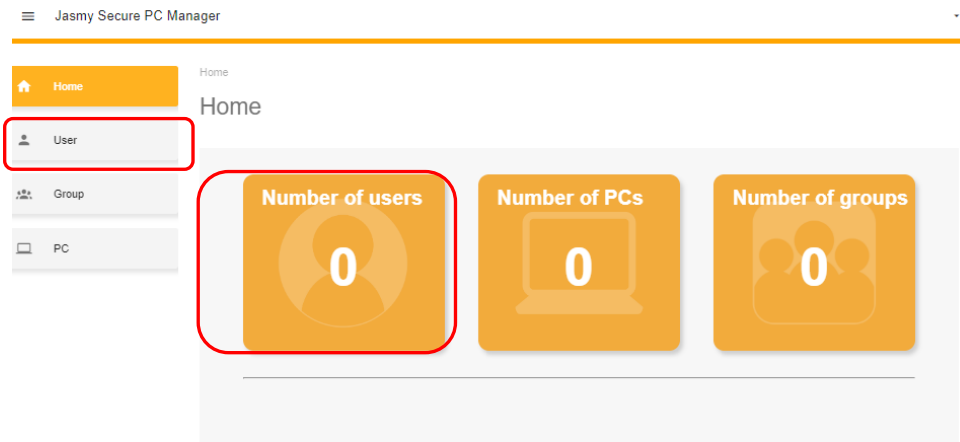 Jasmy Secure PC Manager
Home
User
Group
PC
Home
Home
Number of users
0
Number of PCs
0
Number of groups
0